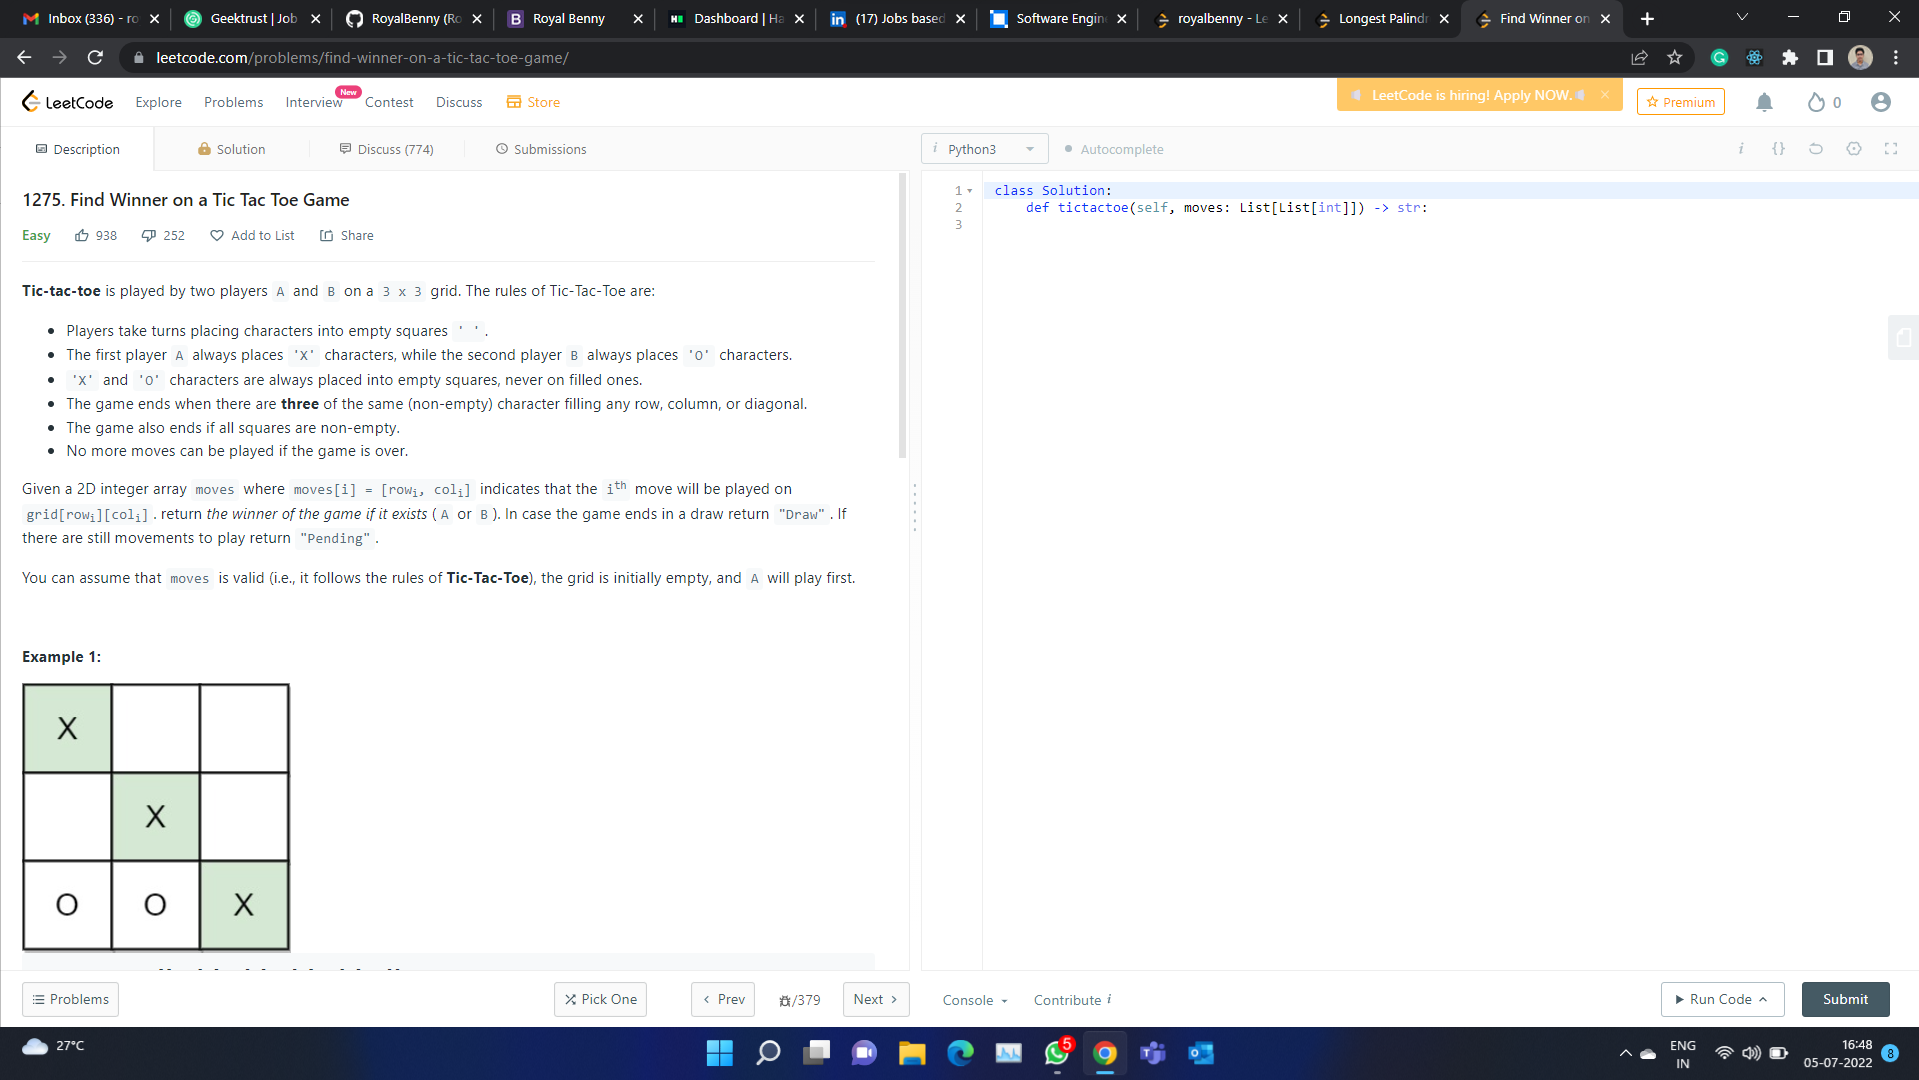 Inbox (336) - ro
Geektrust | Job
RoyalBenny (Ro
Royal Benny
Dashboard | Ha
(17) Jobs based
Software Engin
royalbenny - Le
Longest Palindr
Find Winner on
leetcode.com/problems/find-winner-on-a-tic-tac-toe-game/
LeetCode
Explore
Problems
Interview
New
Contest
Discuss
Store
LeetCode is hiring! Apply NOW.
Premium
0
Description
Solution
Discuss (774)
Submissions
i Python3
Autocomplete
i
{}
1275. Find Winner on a Tic Tac Toe Game
Easy
938
252
Add to List
Share
Tic-tac-toe is played by two players A and B on a 3 x 3 grid. The rules of Tic-Tac-Toe are:
Players take turns placing characters into empty squares ' '.
The first player A always places 'X' characters, while the second player B always places 'O' characters.
'X' and 'O' characters are always placed into empty squares, never on filled ones.
The game ends when there are three of the same (non-empty) character filling any row, column, or diagonal.
The game also ends if all squares are non-empty.
No more moves can be played if the game is over.
Given a 2D integer array moves where moves[i] = [rowi, coli] indicates that the ith move will be played on
grid[rowi][coli]. return the winner of the game if it exists (A or B). In case the game ends in a draw return "Draw". If
there are still movements to play return "Pending".
You can assume that moves is valid (i.e., it follows the rules of Tic-Tac-Toe), the grid is initially empty, and A will play first.
Example 1:
X
X
O O X
1
2
3
class Solution:
def tictactoe(self, moves: List[List[int]]) -> str:
Problems
Pick One
Prev
/379
Next
Console
Contribute i
Run Code
Submit
27°C
5
ENG
IN
16:48
05-07-2022
8